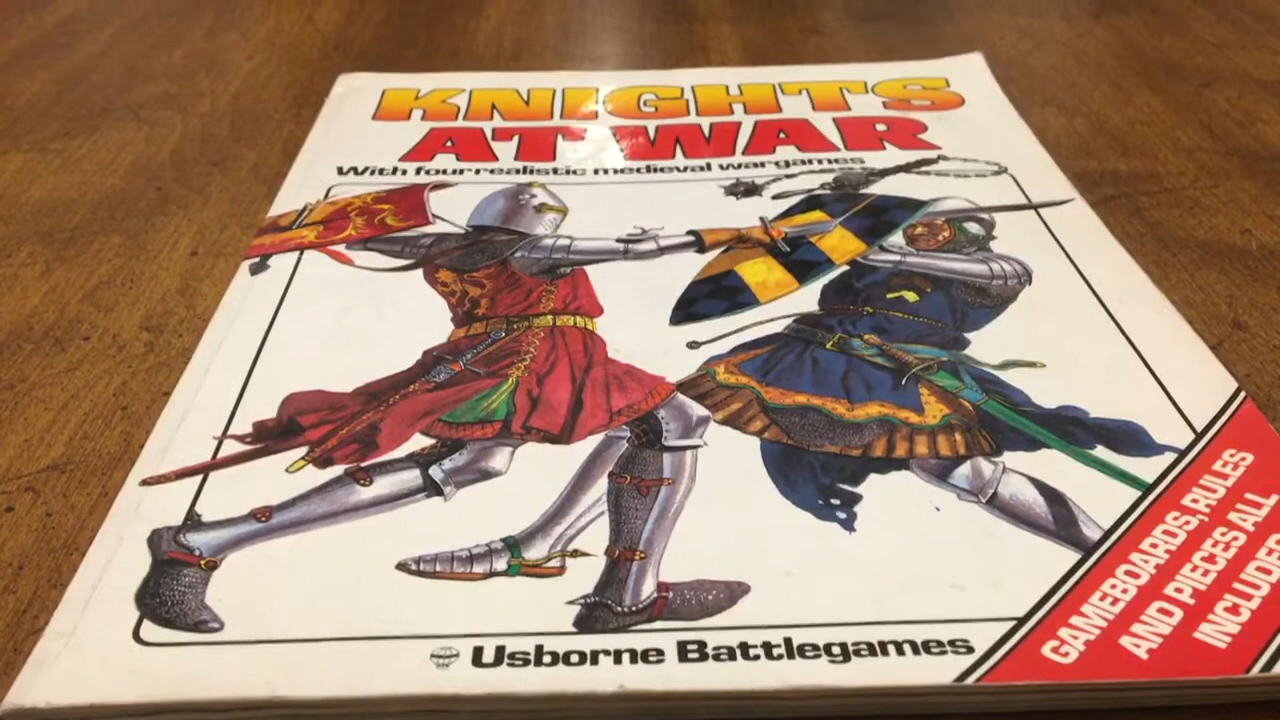 KNIGHTS
AT WAR
With four realistic medieval wargames
GAMEBOARDS, RULES
AND PIECES ALL
INCLUDED
Usborne Battlegames